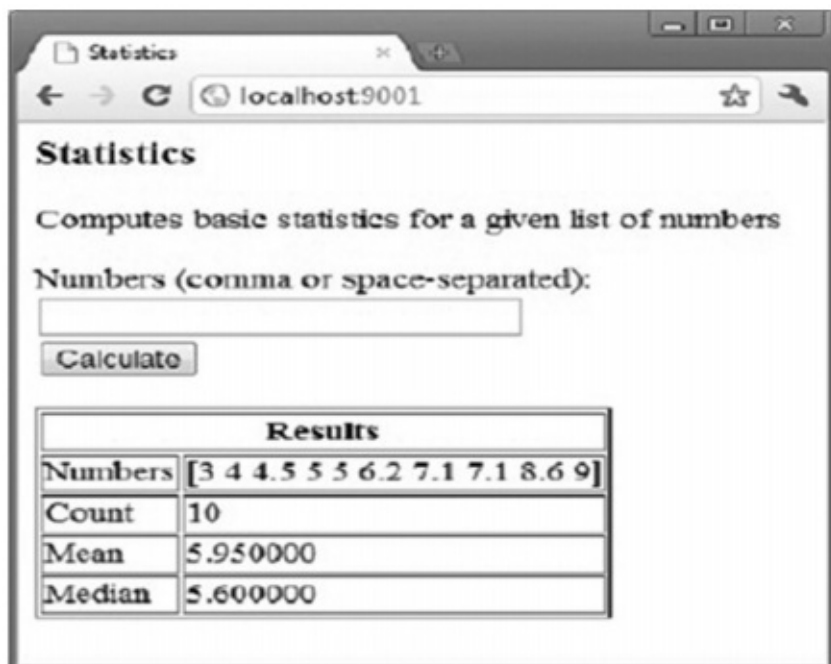 Statistics
localhost:9001
Statistics
Computes basic statistics for a given list of numbers
Numbers (comma or space-separated):
Calculate
Results
Numbers [3 4 4.5 5 5 6.2 7.1 7.1 8.6 9]
Count 10
Mean 5.950000
Median 5.600000